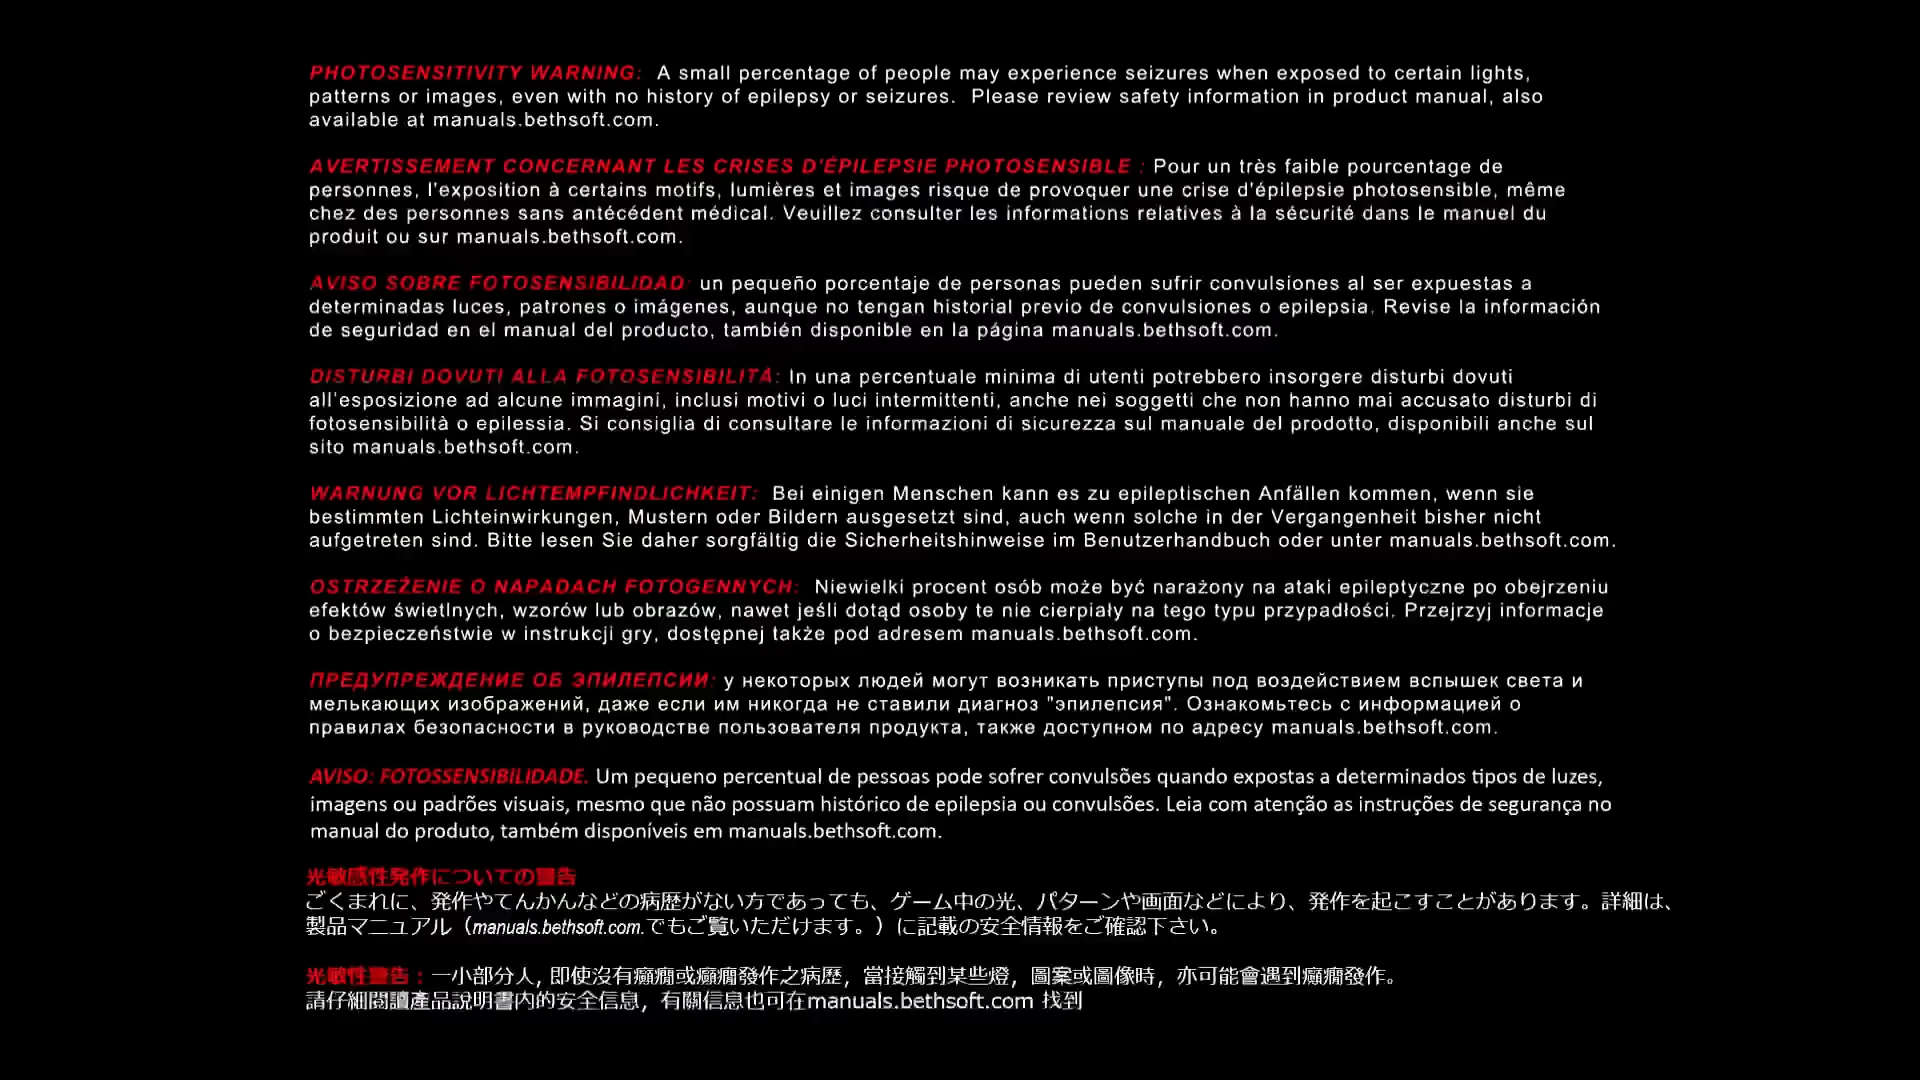 PHOTOSENSITIVITY WARNING: A small percentage of people may experience seizures when exposed to certain lights,
patterns or images, even with no history of epilepsy or seizures. Please review safety information in product manual, also
available at manuals.bethsoft.com.
AVERTISSEMENT CONCERNANT LES CRISES D'ÉPILEPSIE PHOTOSENSIBLE : Pour un très faible pourcentage de
personnes, l'exposition à certains motifs, lumières et images risque de provoquer une crise d'épilepsie photosensible, même
chez des personnes sans antécédent médical. Veuillez consulter les informations relatives à la sécurité dans le manuel du
produit ou sur manuals.bethsoft.com.
AVISO SOBRE FOTOSENSIBILIDAD: un pequeño porcentaje de personas pueden sufrir convulsiones al ser expuestas a
determinadas luces, patrones o imágenes, aunque no tengan historial previo de convulsiones o epilepsia. Revise la información
de seguridad en el manual del producto, también disponible en la página manuals.bethsoft.com.
DISTURBI DOVUTI ALLA FOTOSENSIBILITÀ: In una percentuale minima di utenti potrebbero insorgere disturbi dovuti
all'esposizione ad alcune immagini, inclusi motivi o luci intermittenti, anche nei soggetti che non hanno mai accusato disturbi di
fotosensibilità o epilessia. Si consiglia di consultare le informazioni di sicurezza sul manuale del prodotto, disponibili anche sul
sito manuals.bethsoft.com.
WARNUNG VOR LICHTEMPFINDLICHKEIT: Bei einigen Menschen kann es zu epileptischen Anfällen kommen, wenn sie
bestimmten Lichteinwirkungen, Mustern oder Bildern ausgesetzt sind, auch wenn solche in der Vergangenheit bisher nicht
aufgetreten sind. Bitte lesen Sie daher sorgfältig die Sicherheitshinweise im Benutzerhandbuch oder unter manuals.bethsoft.com.
OSTRZEŻENIE O NAPADACH FOTOGENNYCH: Niewielki procent osób może być narażony na ataki epileptyczne po obejrzeniu
efektów świetlnych, wzorów lub obrazów, nawet jeśli dotąd osoby te nie cierpiały na tego typu przypadłości. Przejrzyj informacje
o bezpieczeństwie w instrukcji gry, dostępnej także pod adresem manuals.bethsoft.com.
ПРЕДУПРЕЖДЕНИЕ ОБ ЭПИЛЕПСИИ: у некоторых людей могут возникать приступы под воздействием вспышек света и
мелькающих изображений, даже если им никогда не ставили диагноз "эпилепсия". Ознакомьтесь с информацией о
правилах безопасности в руководстве пользователя продукта, также доступном по адресу manuals.bethsoft.com.
AVISO: FOTOSSENSIBILIDADE. Um pequeno percentual de pessoas pode sofrer convulsões quando expostas a determinados tipos de luzes,
imagens ou padrões visuais, mesmo que não possuam histórico de epilepsia ou convulsões. Leia com atenção as instruções de segurança no
manual do produto, também disponíveis em manuals.bethsoft.com.
光敏感性発作についての警告
ごくまれに、発作やてんかんなどの病歴がない方であっても、ゲーム中の光、パターンや画面などにより、発作を起こすことがあります。詳細は、
製品マニュアル（manuals.bethsoft.com.でもご覧いただけます。）に記載の安全情報をご確認下さい。
光敏性警告：一小部分人, 即使沒有癲癇或癲癇發作之病歷，當接觸到某些燈，圖案或圖像時，亦可能會遇到癲癇發作。
請仔細閱讀產品說明書內的安全信息，有關信息也可在manuals.bethsoft.com 找到